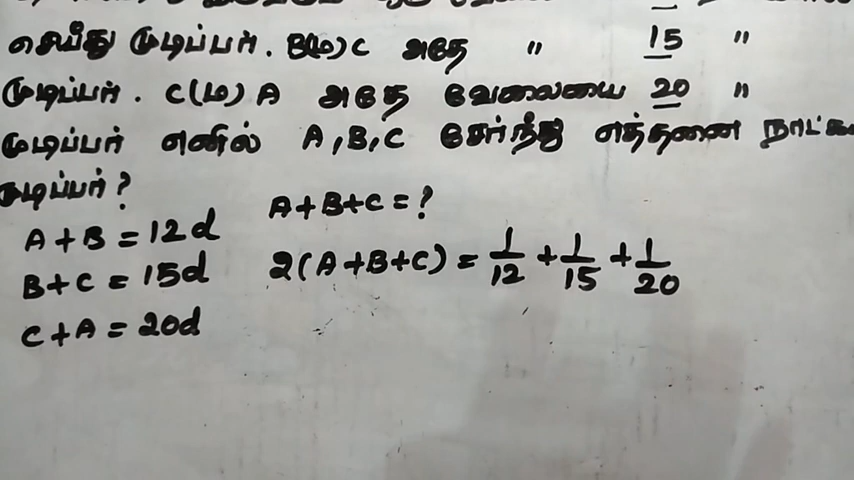 செய்து முடிப்பர். B(ம)C அதே " 15 "
முடிப்பர். C(ம) A அதே வேலையை 20 "
முடிப்பர் எனில் A,B,C சேர்ந்து எத்தனை நாட்க
முடிப்பர்?
A+B = 12d
B+C = 15d
C+A = 20d
A+B+C = ?
2(A+B+C) = 1/12 + 1/15 + 1/20